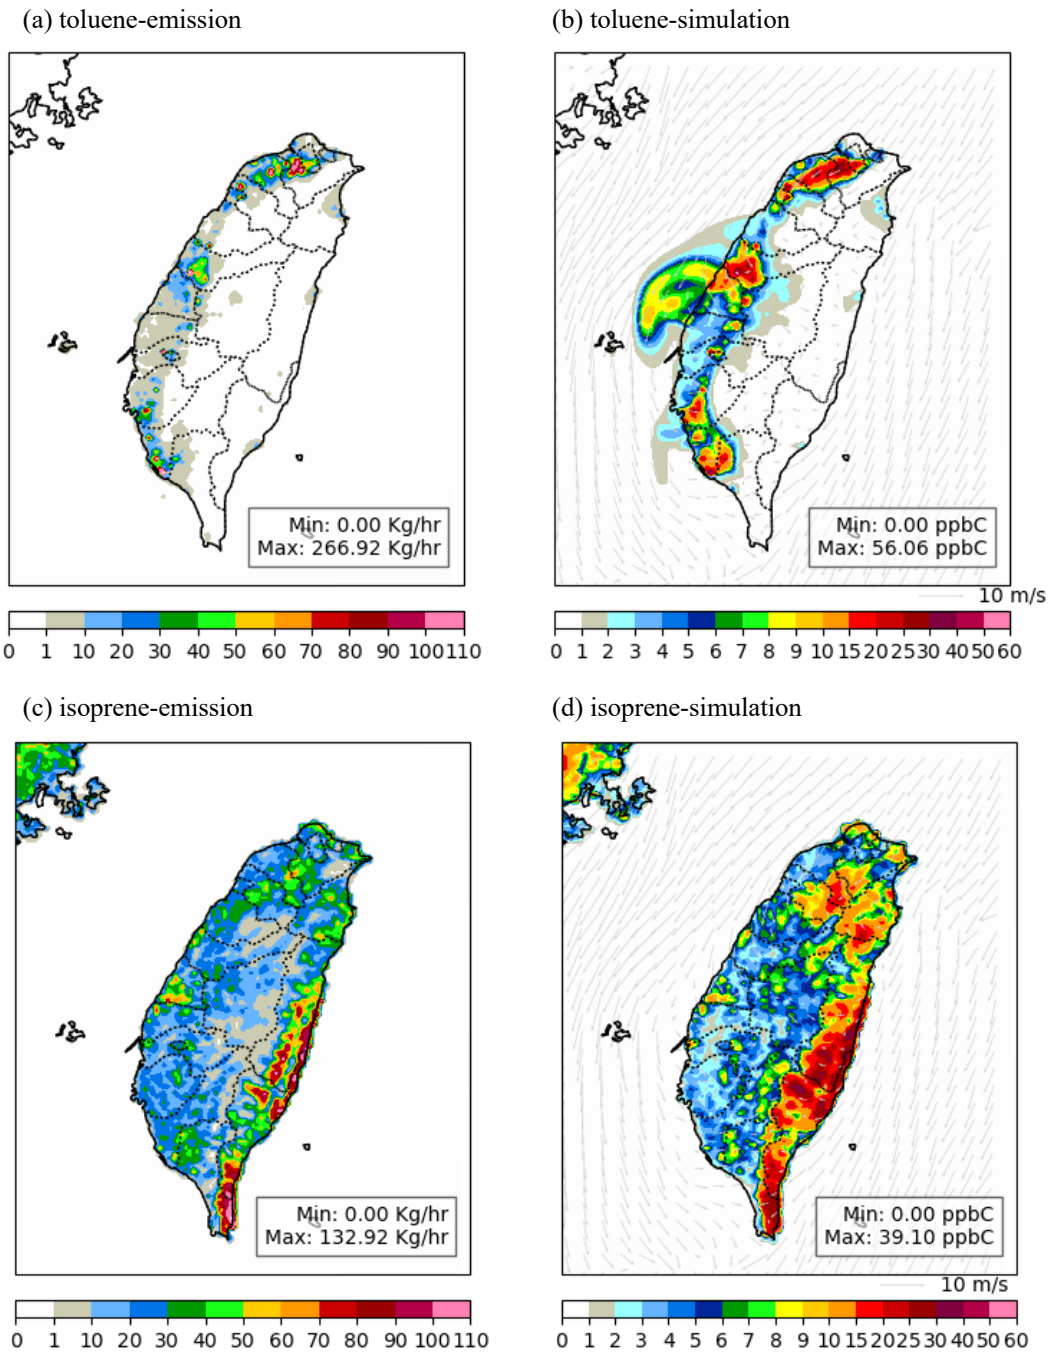 (a) toluene-emission
(b) toluene-simulation
Min: 0.00 Kg/hr
Max: 266.92 Kg/hr
Min: 0.00 ppbC
Max: 56.06 ppbC
10 m/s
0 1 10 20 30 40 50 60 70 80 90 100 110
0 1 2 3 4 5 6 7 8 9 10 15 20 25 30 40 50 60
(c) isoprene-emission
(d) isoprene-simulation
Min: 0.00 Kg/hr
Max: 132.92 Kg/hr
Min: 0.00 ppbC
Max: 39.10 ppbC
10 m/s
0 1 10 20 30 40 50 60 70 80 90 100 110
0 1 2 3 4 5 6 7 8 9 10 15 20 25 30 40 50 60